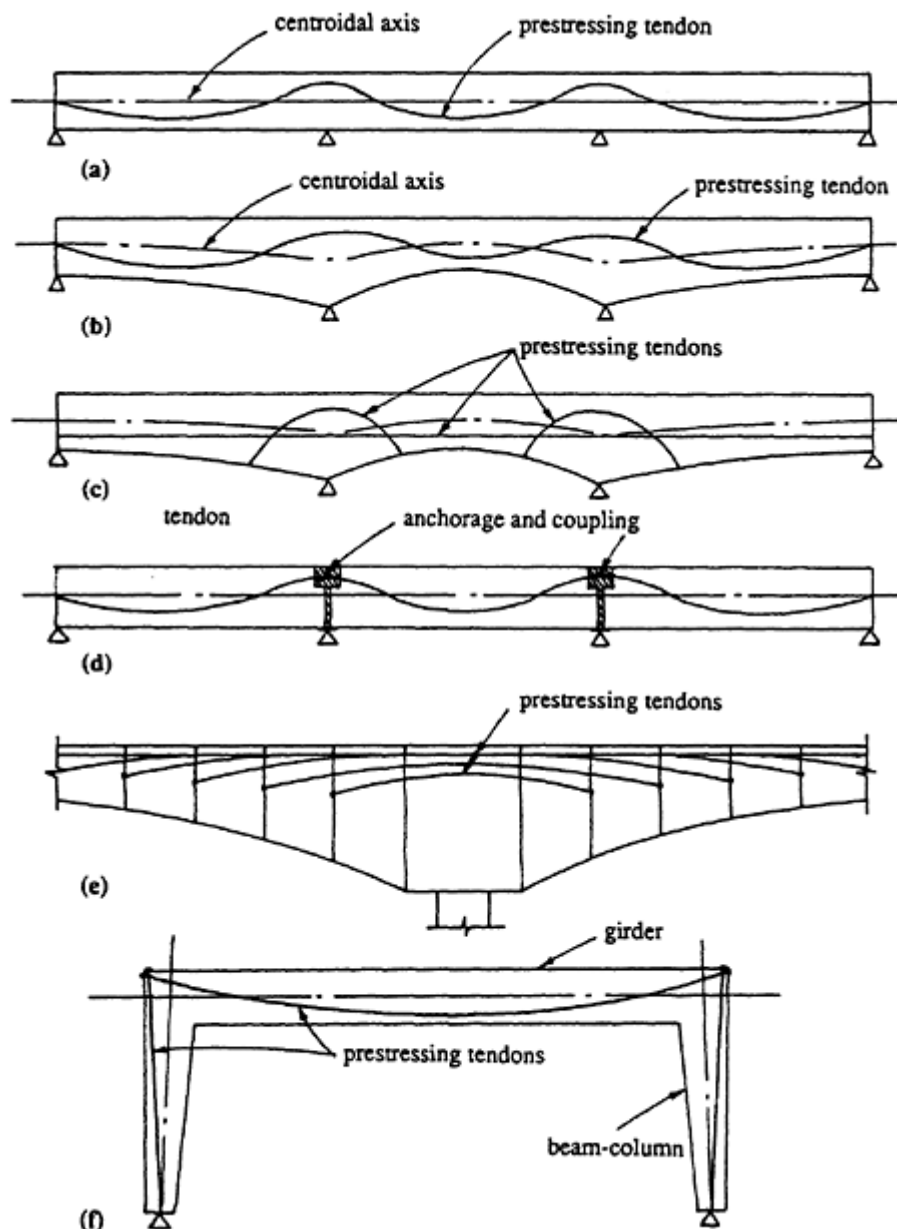 centroidal axis
prestressing tendon
(a)
centroidal axis
prestressing tendon
(b)
prestressing tendons
(c)
tendon
anchorage and coupling
(d)
prestressing tendons
(e)
girder
prestressing tendons
beam-column
(f)